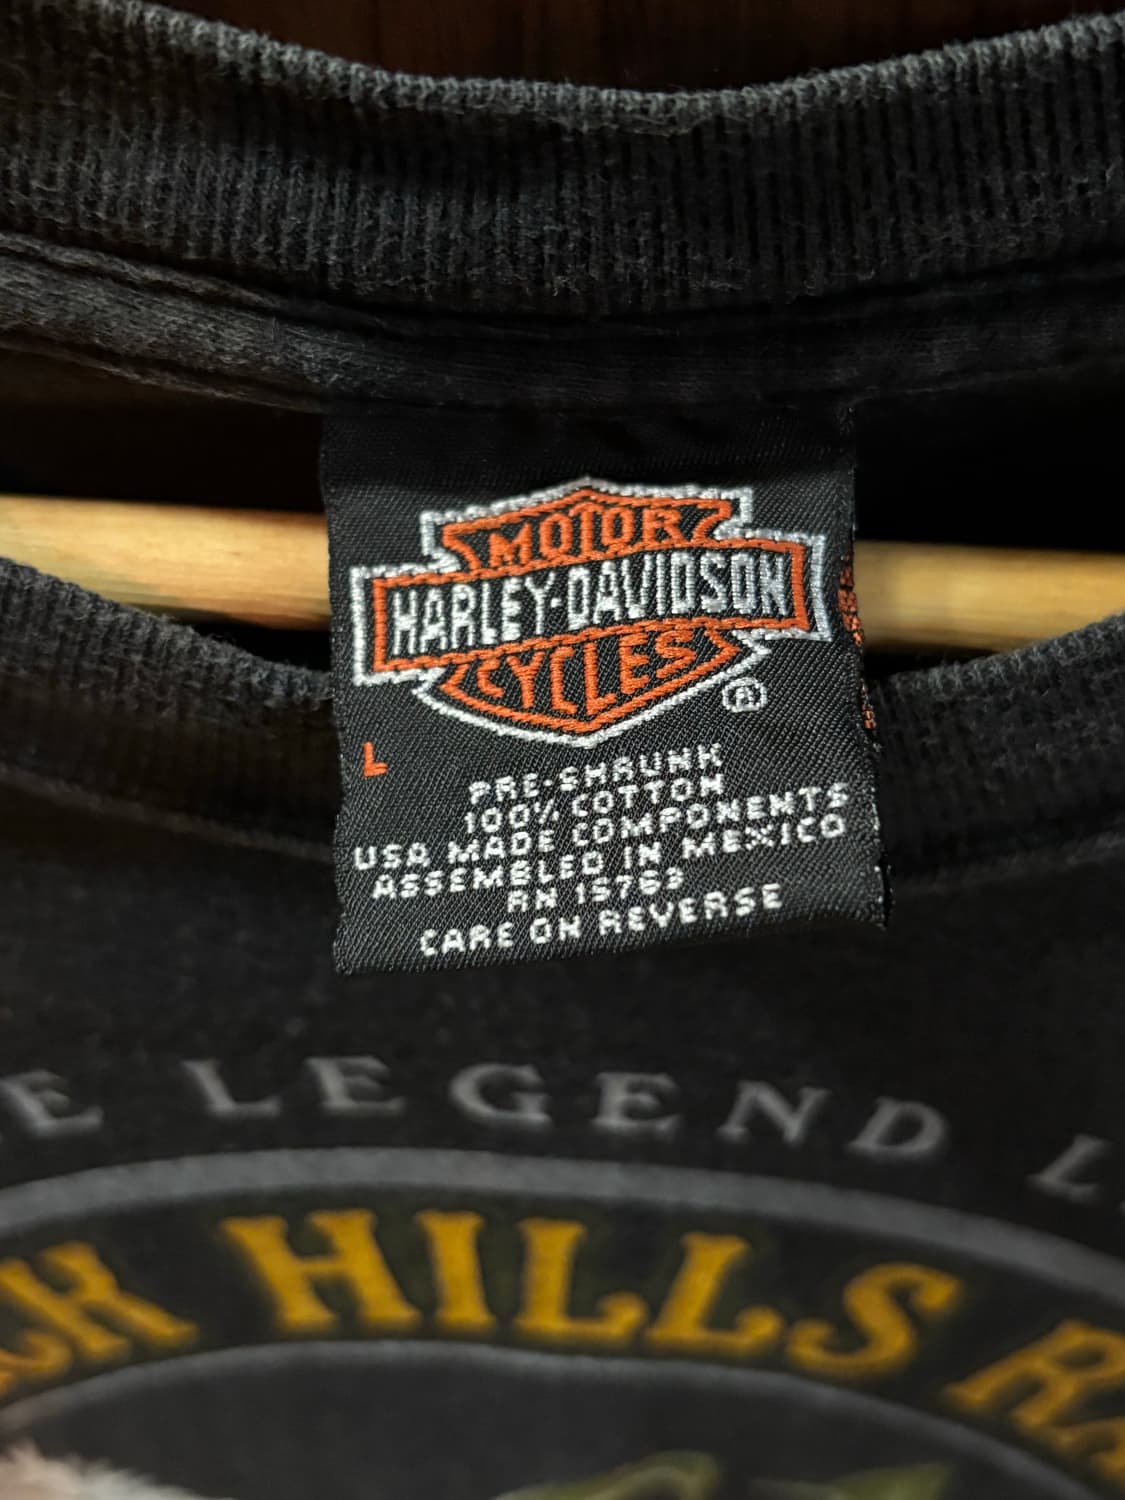 MOTOR
HARLEY-DAVIDSON
CYCLES
®
L
PRE-SHRUNK
100% COTTON
USA MADE COMPONENTS
ASSEMBLED IN MEXICO
RN 15763
CARE ON REVERSE
LEGEND
HILLS